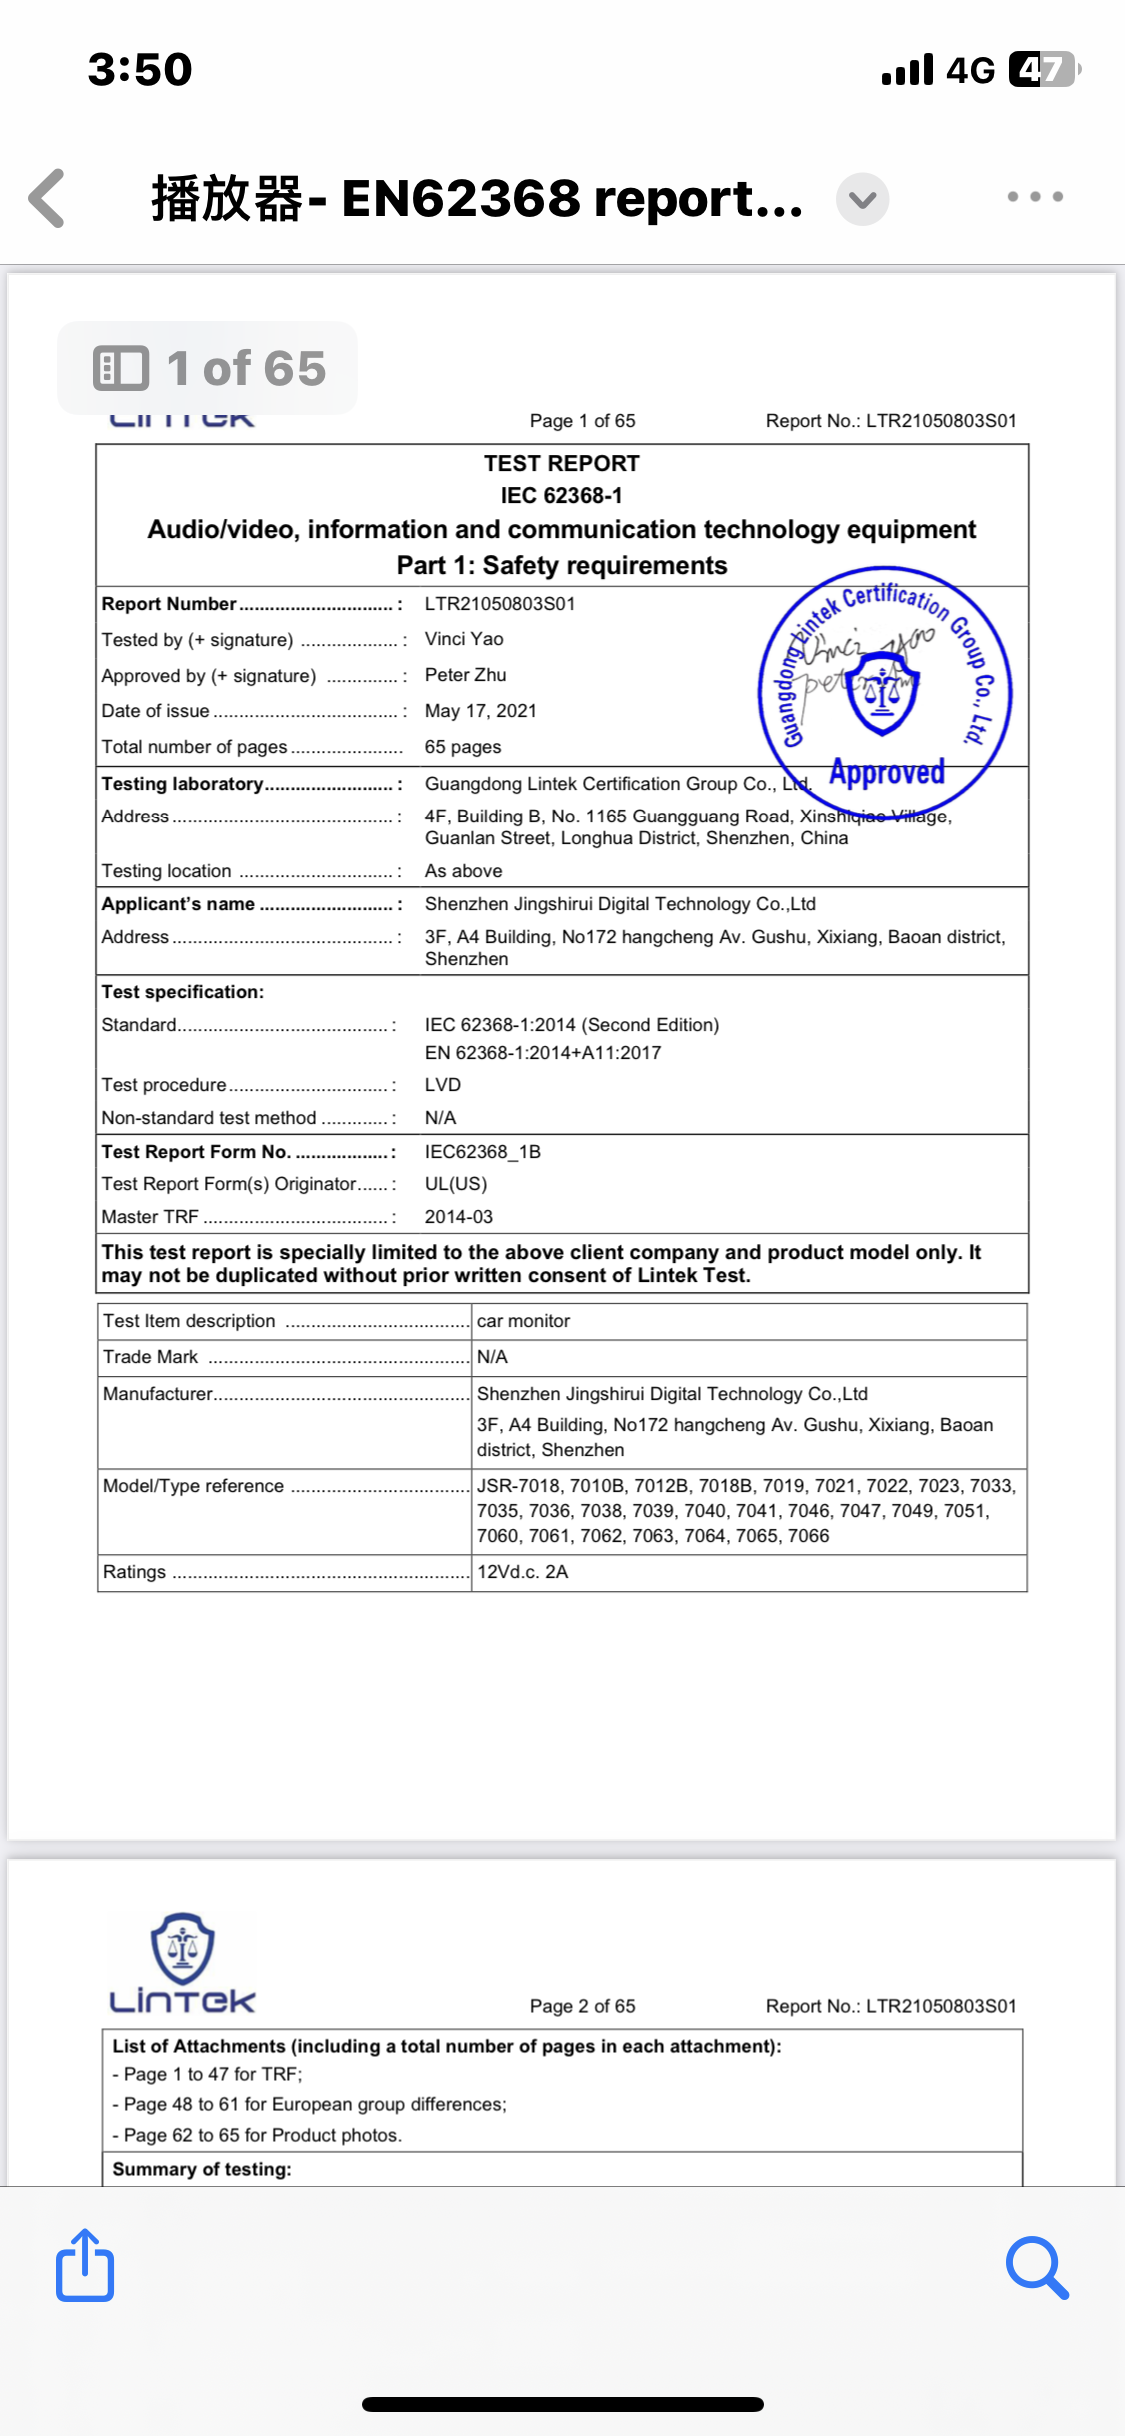 3:50
4G 47
播放器- EN62368 report...
1 of 65
LINTEK
Page 1 of 65
Report No.: LTR21050803S01
TEST REPORT
IEC 62368-1
Audio/video, information and communication technology equipment
Part 1: Safety requirements
Report Number............................ : LTR21050803S01
Tested by (+ signature) ................... : Vinci Yao
Approved by (+ signature) .............. : Peter Zhu
Date of issue.................................. : May 17, 2021
Total number of pages..................... 65 pages
Guangdong Lintek Certification Group Co., Ltd.
Vinci Yao
Approved
Testing laboratory........................ : Guangdong Lintek Certification Group Co., Ltd.
Address........................................ : 4F, Building B, No. 1165 Guangguang Road, Xinshiqiao Village,
Guanlan Street, Longhua District, Shenzhen, China
Testing location ............................ : As above
Applicant’s name ......................... : Shenzhen Jingshirui Digital Technology Co.,Ltd
Address........................................ : 3F, A4 Building, No172 hangcheng Av. Gushu, Xixiang, Baoan district,
Shenzhen
Test specification:
Standard...................................... : IEC 62368-1:2014 (Second Edition)
EN 62368-1:2014+A11:2017
Test procedure............................. : LVD
Non-standard test method ............. : N/A
Test Report Form No. ................. : IEC62368_1B
Test Report Form(s) Originator...... : UL(US)
Master TRF .................................. : 2014-03
This test report is specially limited to the above client company and product model only. It
may not be duplicated without prior written consent of Lintek Test.
Test Item description .................................. car monitor
Trade Mark ................................................ N/A
Manufacturer............................................... Shenzhen Jingshirui Digital Technology Co.,Ltd
3F, A4 Building, No172 hangcheng Av. Gushu, Xixiang, Baoan
district, Shenzhen
Model/Type reference ................................. JSR-7018, 7010B, 7012B, 7018B, 7019, 7021, 7022, 7023, 7033,
7035, 7036, 7038, 7039, 7040, 7041, 7046, 7047, 7049, 7051,
7060, 7061, 7062, 7063, 7064, 7065, 7066
Ratings ...................................................... 12Vd.c. 2A
LINTEK
Page 2 of 65
Report No.: LTR21050803S01
List of Attachments (including a total number of pages in each attachment):
- Page 1 to 47 for TRF;
- Page 48 to 61 for European group differences;
- Page 62 to 65 for Product photos.
Summary of testing: